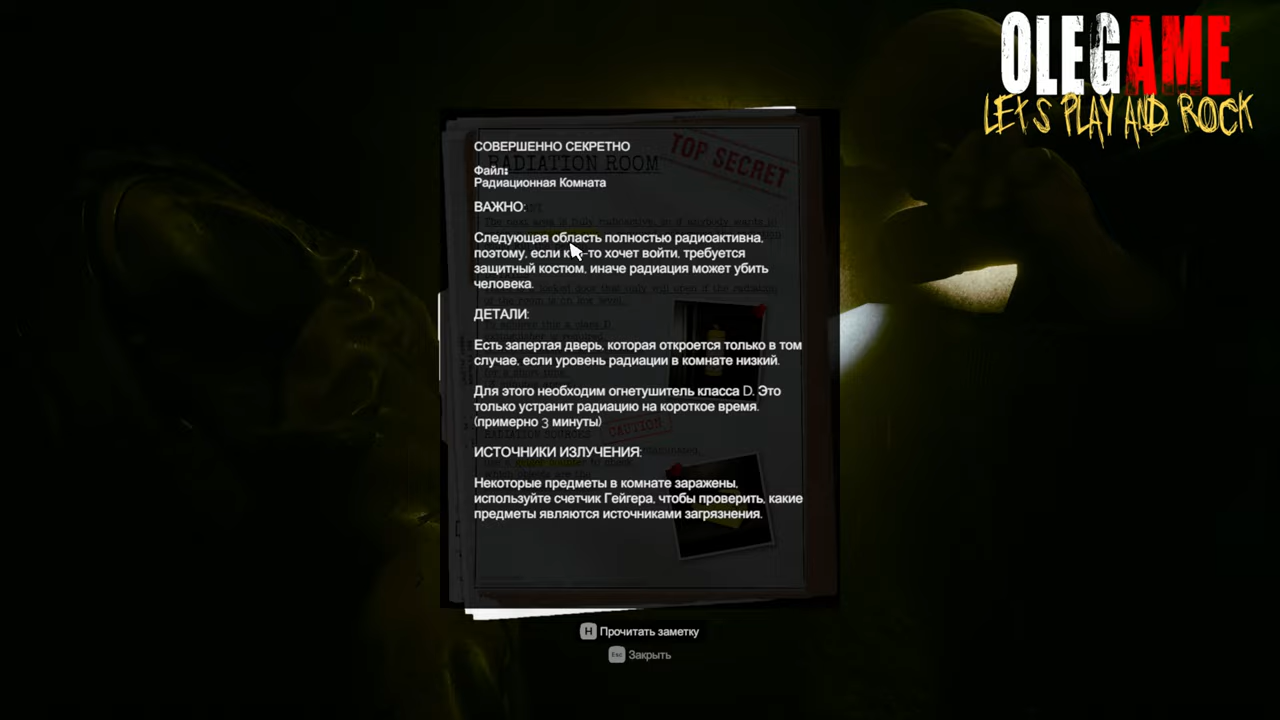 OLEGAME
LET'S PLAY AND ROCK
СОВЕРШЕННО СЕКРЕТНО
RADIATION ROOM
TOP SECRET
Файл:
Радиационная Комната
ВАЖНО:
Следующая область полностью радиоактивна,
поэтому, если кто-то хочет войти, требуется
защитный костюм, иначе радиация может убить
человека.
ДЕТАЛИ:
Есть запертая дверь, которая откроется только в том
случае, если уровень радиации в комнате низкий.
Для этого необходим огнетушитель класса D. Это
только устранит радиацию на короткое время.
(примерно 3 минуты)
CAUTION
ИСТОЧНИКИ ИЗЛУЧЕНИЯ:
Некоторые предметы в комнате заражены,
используйте счетчик Гейгера, чтобы проверить, какие
предметы являются источниками загрязнения.
H Прочитать заметку
Esc Закрыть